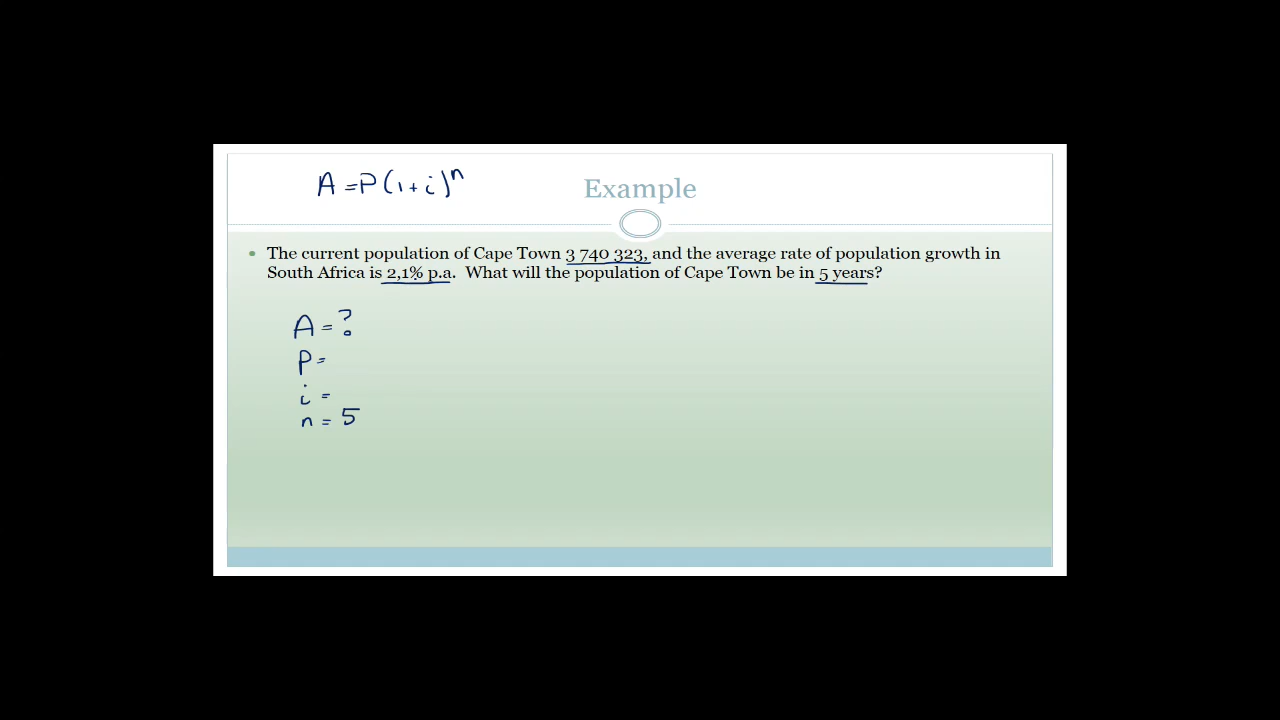 A = P(1 + i)^n
Example
• The current population of Cape Town 3 740 323, and the average rate of population growth in
South Africa is 2,1% p.a. What will the population of Cape Town be in 5 years?
A = ?
P =
i =
n = 5